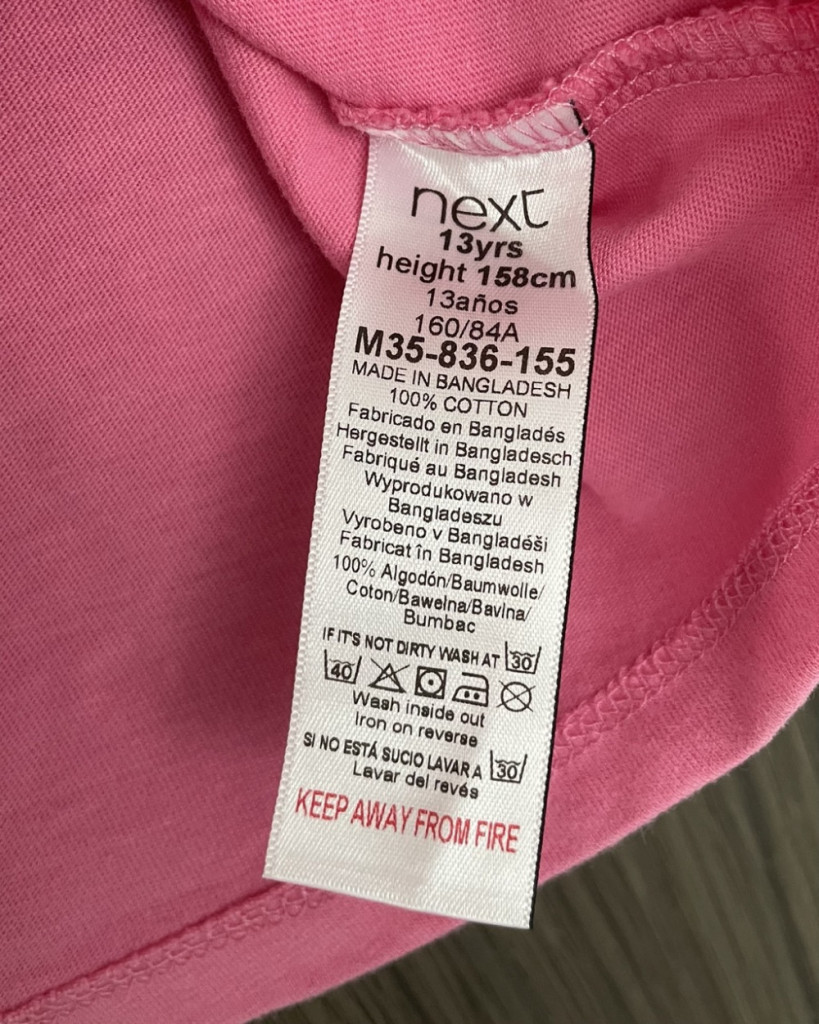 next
13yrs
height 158cm
13años
160/84A
M35-836-155
MADE IN BANGLADESH
100% COTTON
Fabricado en Bangladés
Hergestellt in Bangladesch
Fabriqué au Bangladesh
Wyprodukowano w
Bangladeszu
Vyrobeno v Bangladéši
Fabricat în Bangladesh
100% Algodón/Baumwolle/
Coton/Bawełna/Bavlna/
Bumbac
IF IT'S NOT DIRTY WASH AT 30
40
Wash inside out
Iron on reverse
SI NO ESTÁ SUCIO LAVAR A 30
Lavar del revés
KEEP AWAY FROM FIRE